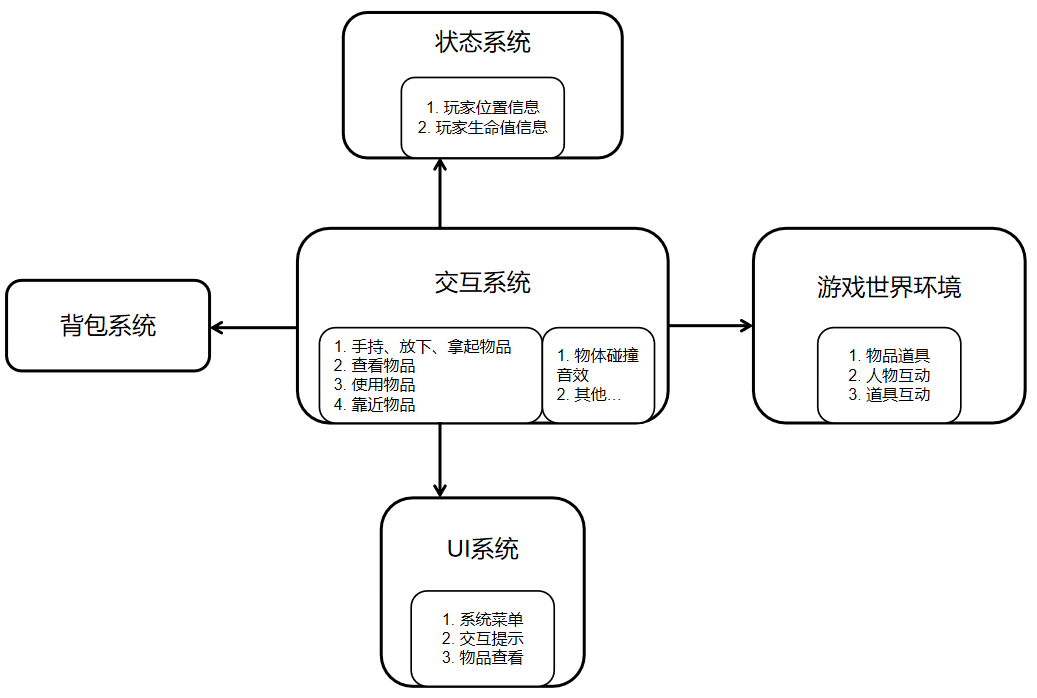 状态系统
1. 玩家位置信息
2. 玩家生命值信息
背包系统
交互系统
1. 手持、放下、拿起物品
2. 查看物品
3. 使用物品
4. 靠近物品
1. 物体碰撞
音效
2. 其他...
游戏世界环境
1. 物品道具
2. 人物互动
3. 道具互动
UI系统
1. 系统菜单
2. 交互提示
3. 物品查看